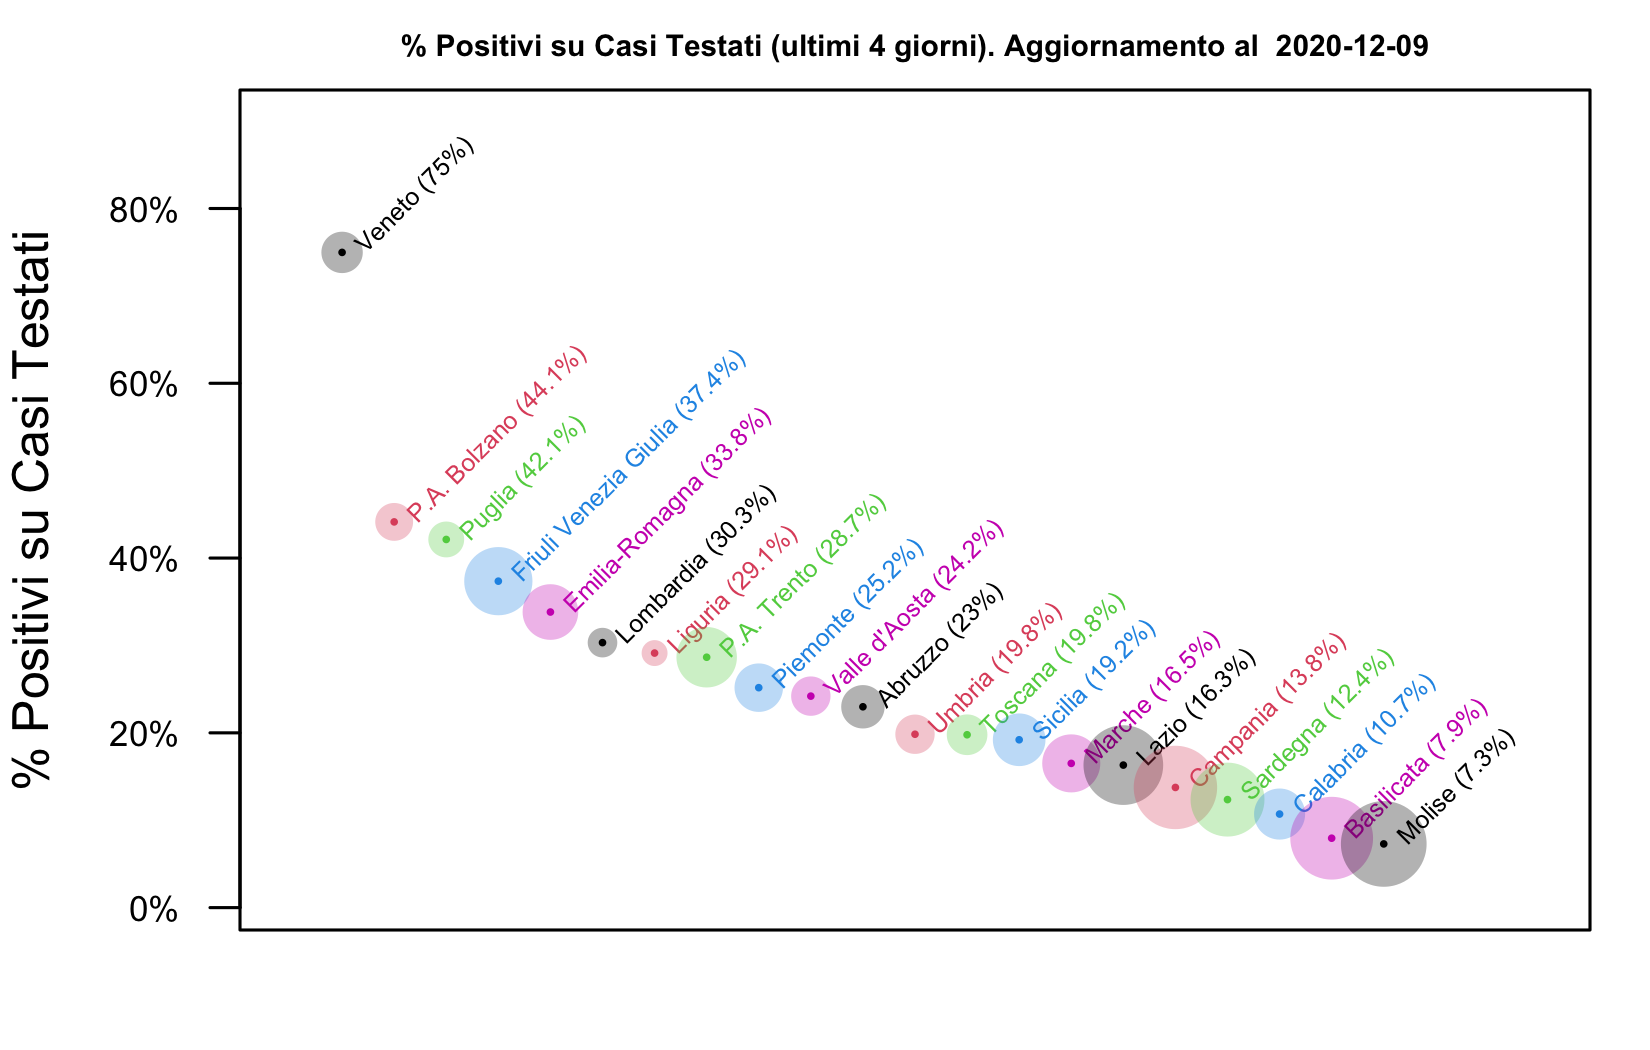 % Positivi su Casi Testati (ultimi 4 giorni). Aggiornamento al  2020-12-09
% Positivi su Casi Testati
80%
60%
40%
20%
0%
Veneto (75%)
P.A. Bolzano (44.1%)
Puglia (42.1%)
Friuli Venezia Giulia (37.4%)
Emilia-Romagna (33.8%)
Lombardia (30.3%)
Liguria (29.1%)
P.A. Trento (28.7%)
Piemonte (25.2%)
Valle d'Aosta (24.2%)
Abruzzo (23%)
Umbria (19.8%)
Toscana (19.8%)
Sicilia (19.2%)
Marche (16.5%)
Lazio (16.3%)
Campania (13.8%)
Sardegna (12.4%)
Calabria (10.7%)
Basilicata (7.9%)
Molise (7.3%)